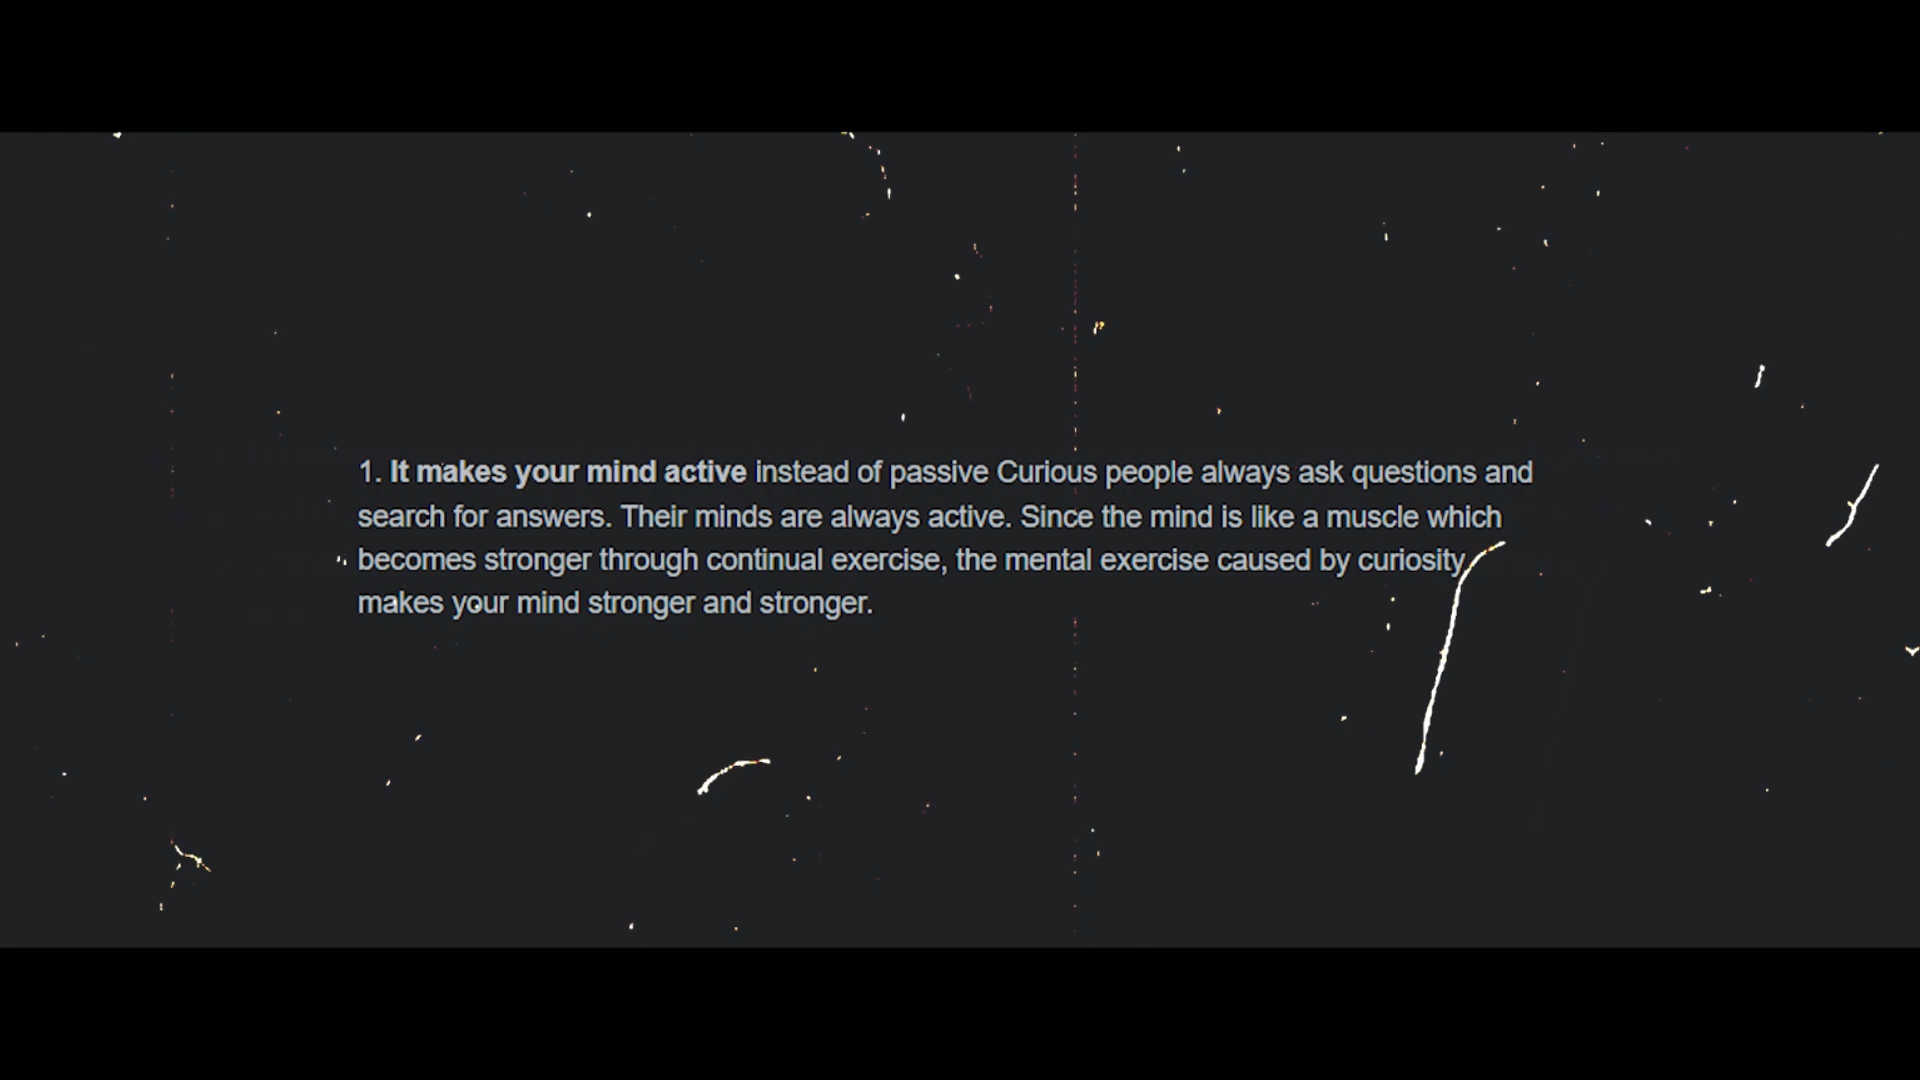 1. It makes your mind active instead of passive Curious people always ask questions and
search for answers. Their minds are always active. Since the mind is like a muscle which
becomes stronger through continual exercise, the mental exercise caused by curiosity
makes your mind stronger and stronger.